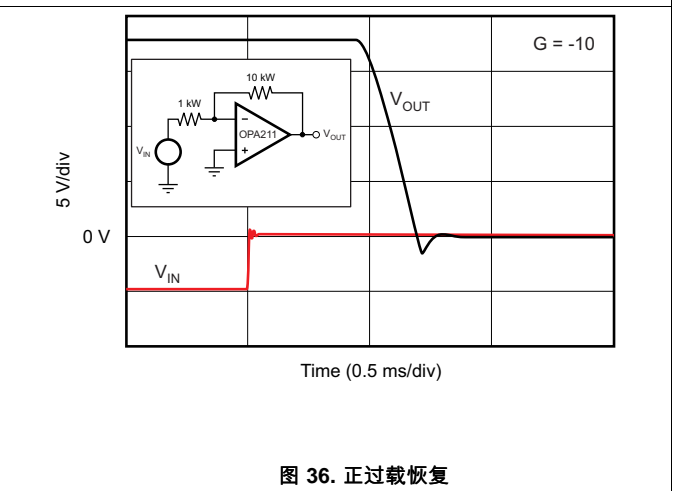 G = -10
10 kW
1 kW
V_OUT
OPA211
V_IN
V_OUT
5 V/div
0 V
V_IN
Time (0.5 ms/div)
图 36. 正过载恢复